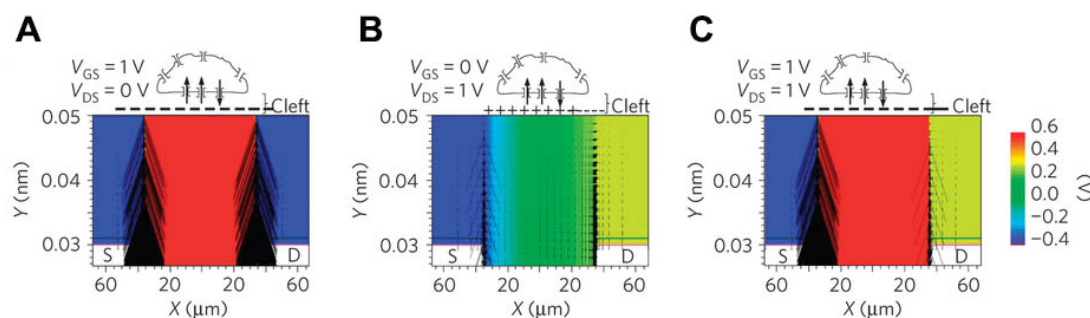 A
V_GS = 1 V
V_DS = 0 V
Cleft
0.05
0.04
0.03
Y (nm)
S
D
60
20
20
60
X (μm)
B
V_GS = 0 V
V_DS = 1 V
+ + + + + + + +
Cleft
0.05
0.04
0.03
Y (nm)
S
D
60
20
20
60
X (μm)
C
V_GS = 1 V
V_DS = 1 V
Cleft
0.05
0.04
0.03
Y (nm)
S
D
60
20
20
60
X (μm)
0.6
0.4
0.2
0.0
−0.2
−0.4
(V)